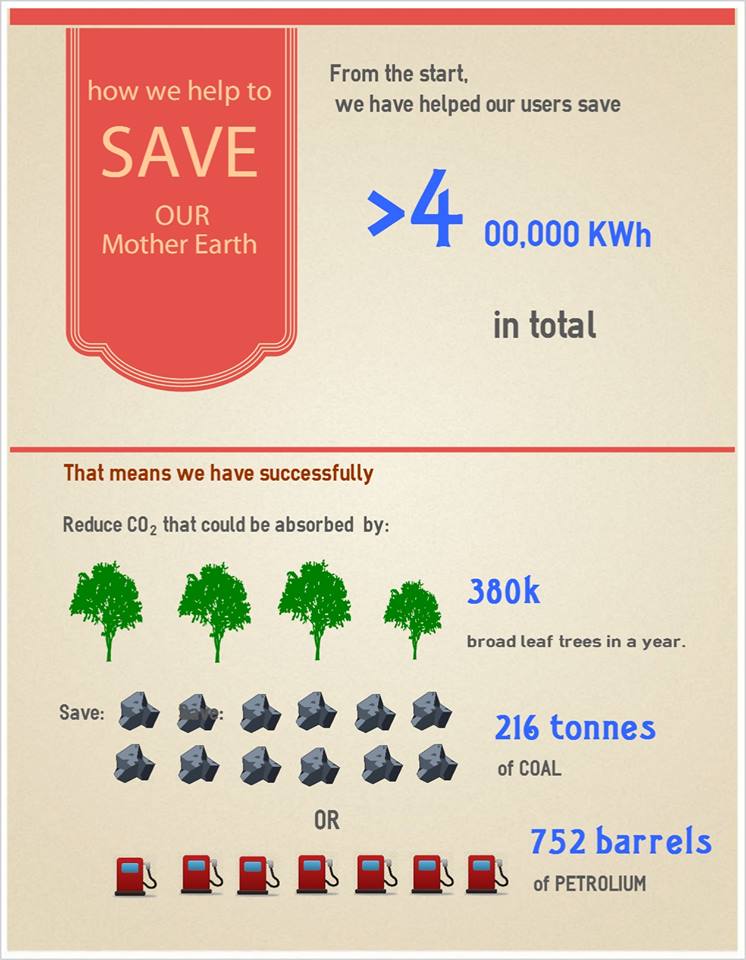 how we help to
SAVE
OUR
Mother Earth
From the start,
we have helped our users save
>4 00,000 KWh
in total
That means we have successfully
Reduce CO₂ that could be absorbed by:
380k
broad leaf trees in a year.
Save: Save:
216 tonnes
of COAL
OR
752 barrels
of PETROLIUM